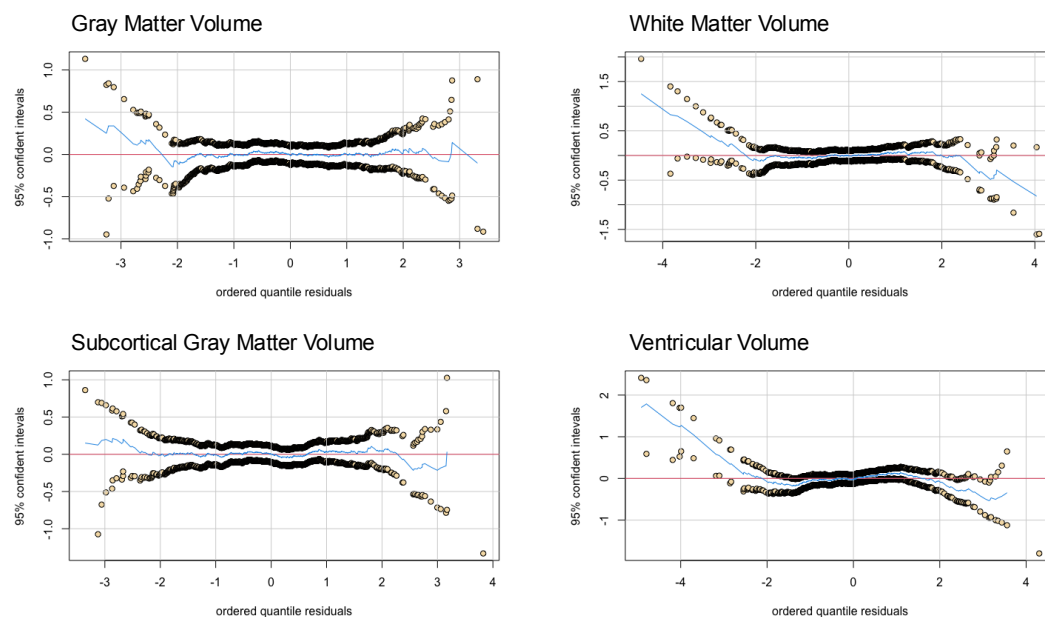 Gray Matter Volume
95% confident intevals
1.0
0.5
0.0
-0.5
-1.0
-3 -2 -1 0 1 2 3
ordered quantile residuals
White Matter Volume
95% confident intevals
1.5
0.5
-0.5
-1.5
-4 -2 0 2 4
ordered quantile residuals
Subcortical Gray Matter Volume
95% confident intevals
1.0
0.5
0.0
-0.5
-1.0
-3 -2 -1 0 1 2 3 4
ordered quantile residuals
Ventricular Volume
95% confident intevals
2
1
0
-1
-4 -2 0 2 4
ordered quantile residuals